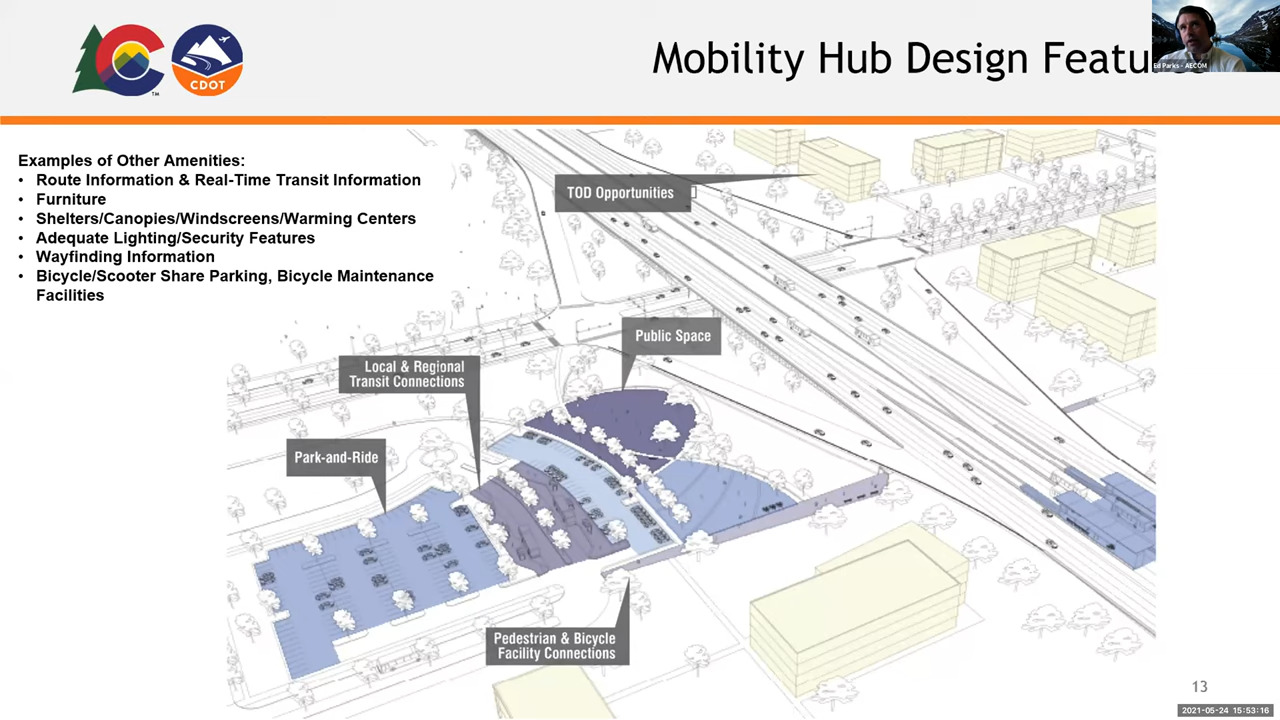 CDOT
TM
Mobility Hub Design Featu
Ed Parks - AECOM
Examples of Other Amenities:
• Route Information & Real-Time Transit Information
• Furniture
• Shelters/Canopies/Windscreens/Warming Centers
• Adequate Lighting/Security Features
• Wayfinding Information
• Bicycle/Scooter Share Parking, Bicycle Maintenance
Facilities
TOD Opportunities
Public Space
Local & Regional
Transit Connections
Park-and-Ride
Pedestrian & Bicycle
Facility Connections
13
2021-05-24 15:53:16